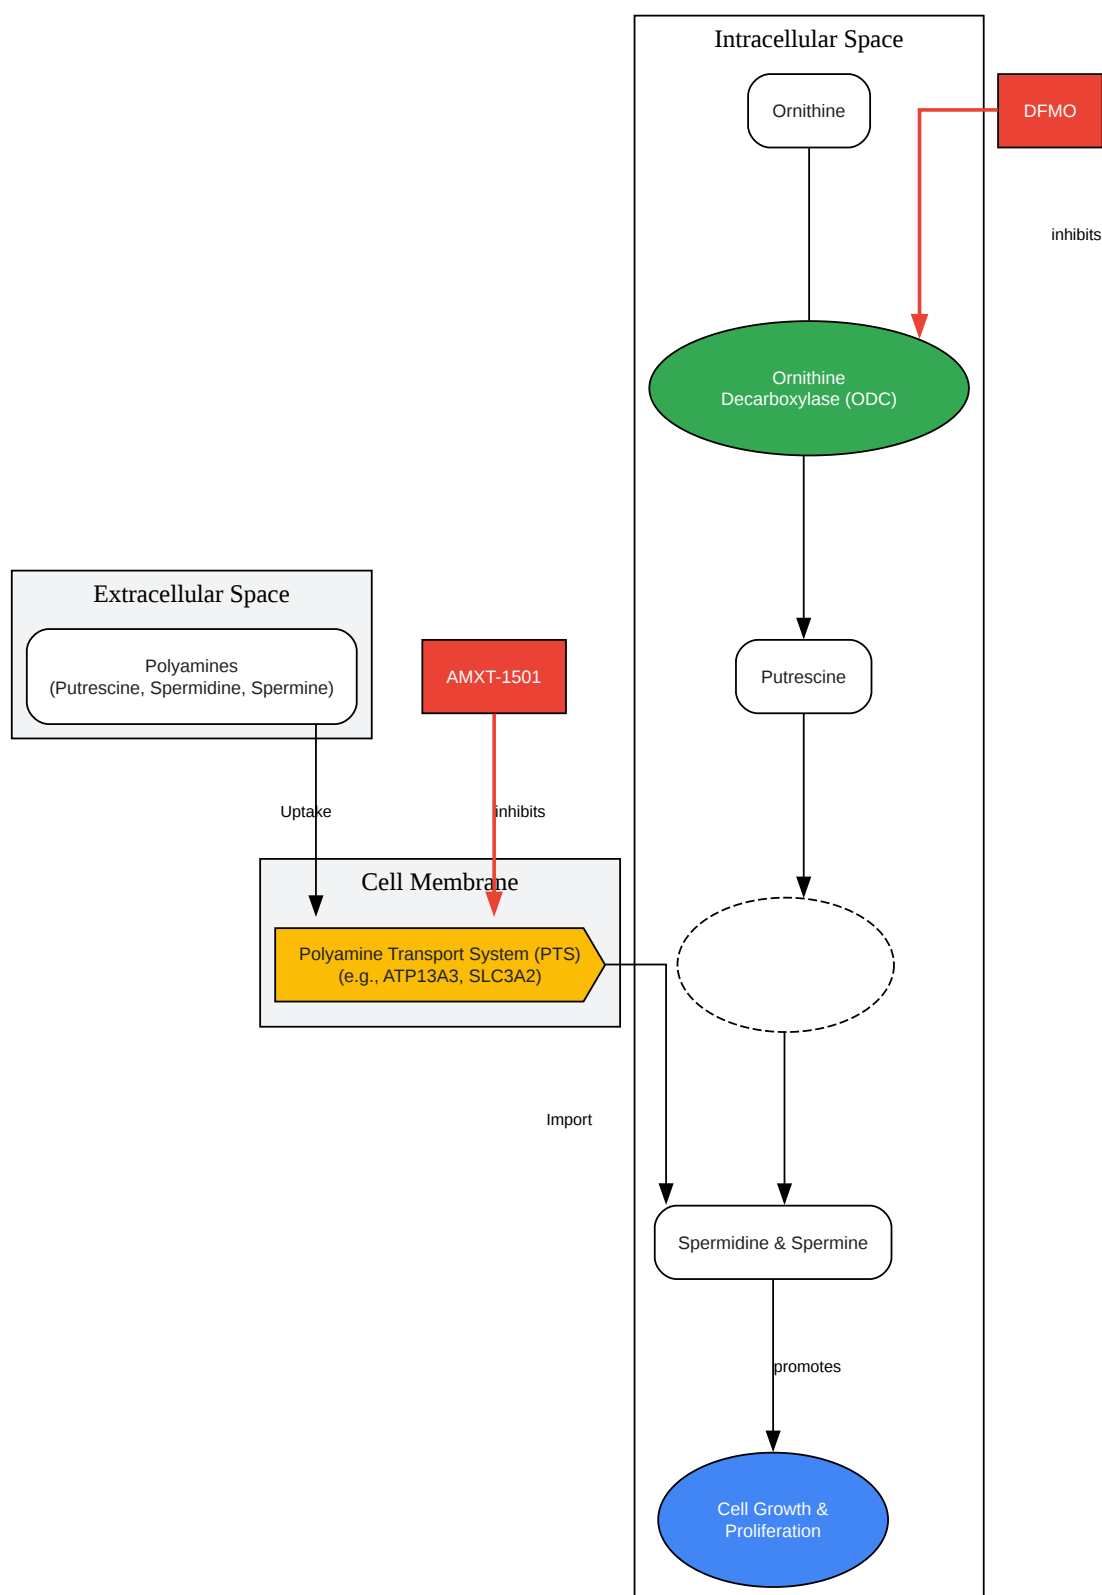 Intracellular Space
Ornithine
DFMO
inhibits
Ornithine
Decarboxylase (ODC)
Extracellular Space
Polyamines
(Putrescine, Spermidine, Spermine)
AMXT-1501
Putrescine
Uptake
inhibits
Cell Membrane
Polyamine Transport System (PTS)
(e.g., ATP13A3, SLC3A2)
Import
Spermidine & Spermine
promotes
Cell Growth &
Proliferation